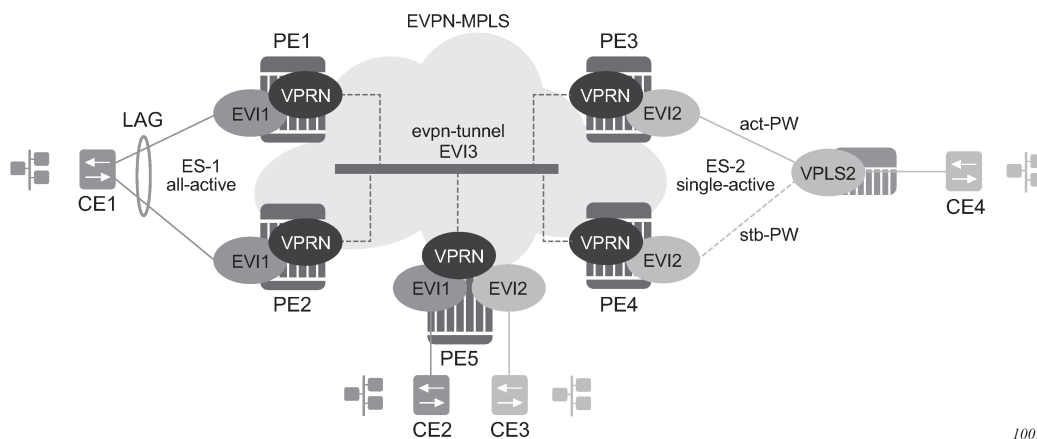 EVPN-MPLS
PE1
PE3
VPRN
EVI1
VPRN
EVI2
LAG
evpn-tunnel
EVI3
act-PW
ES-1
all-active
ES-2
single-active
VPLS2
CE1
CE4
VPRN
EVI1
VPRN
EVI2
stb-PW
VPRN
EVI1
EVI2
PE2
PE4
PE5
CE2
CE3
100